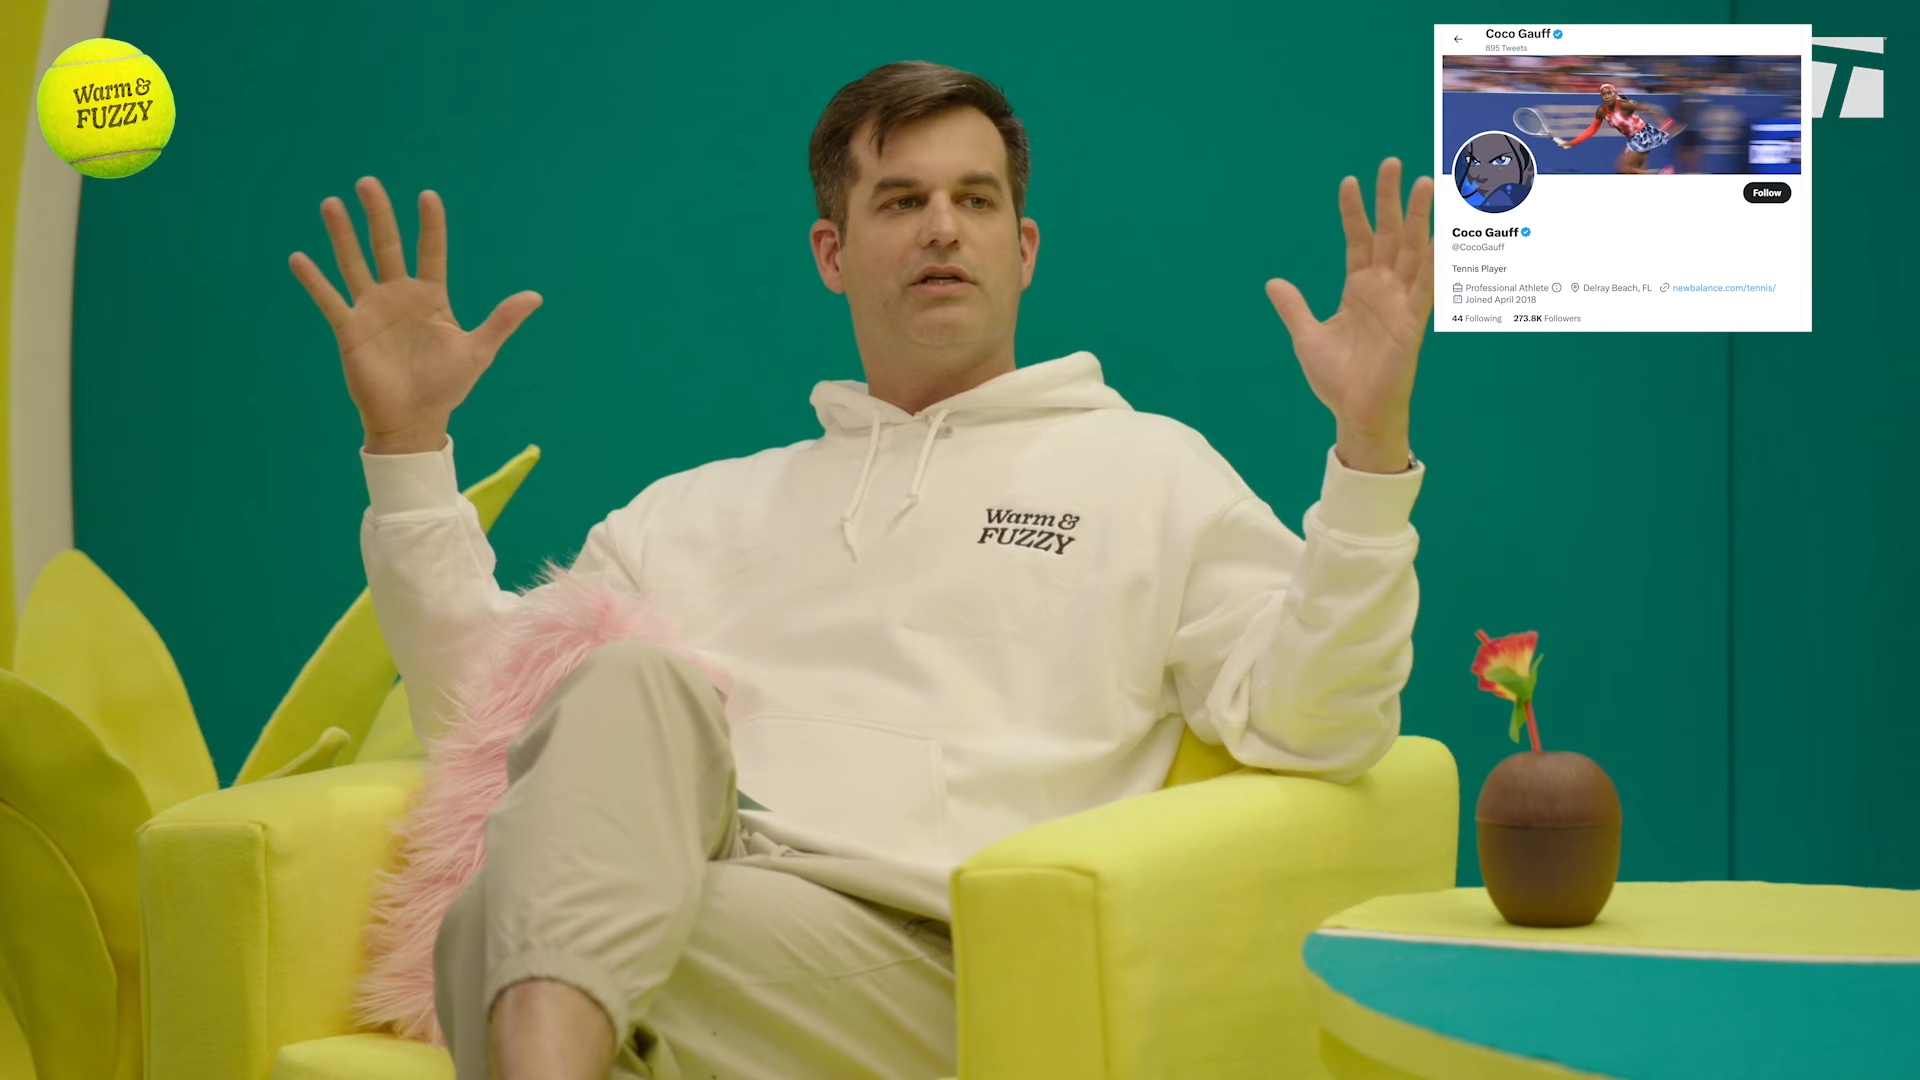 Warm &
FUZZY
Warm &
FUZZY
Coco Gauff
895 Tweets
Follow
Coco Gauff
@CocoGauff
Tennis Player
Professional Athlete Delray Beach, FL newbalance.com/tennis/
Joined April 2018
44 Following 273.8K Followers
T